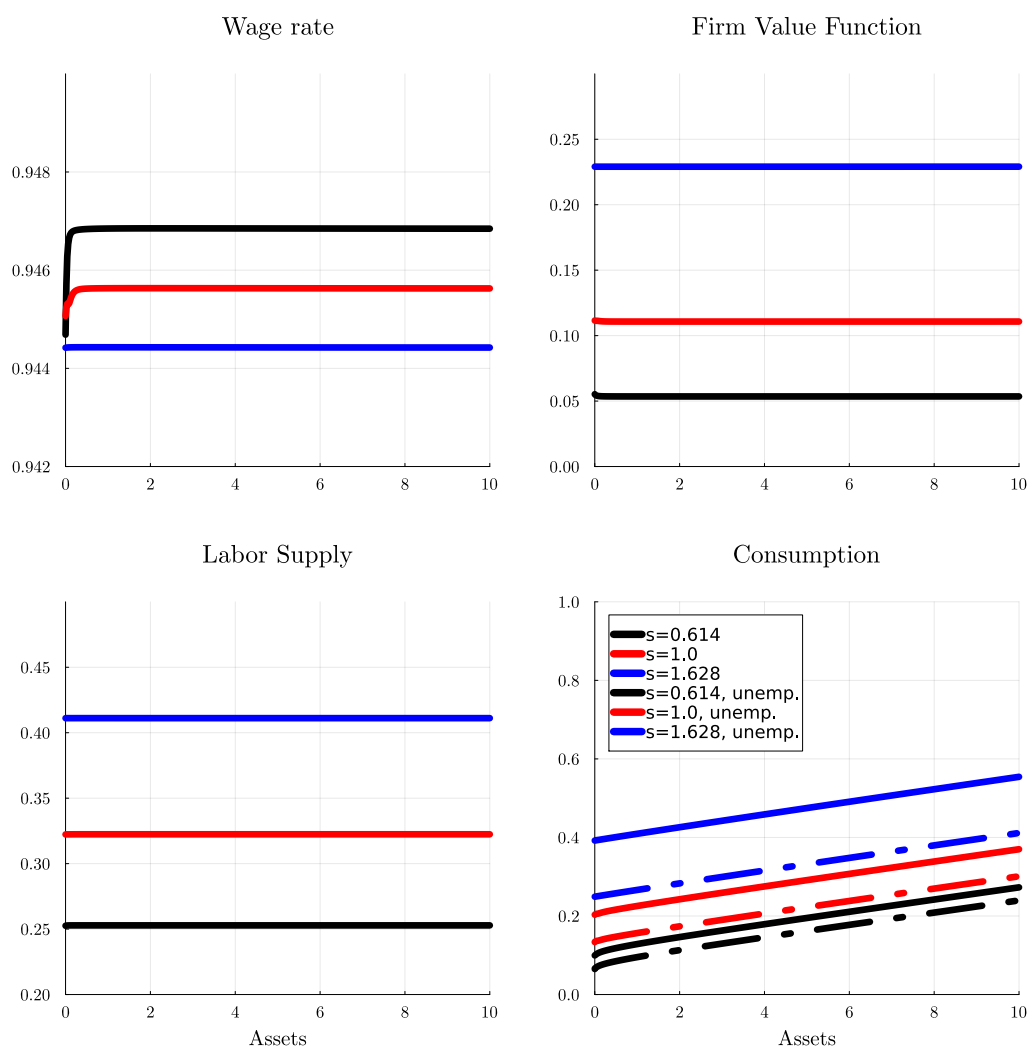 Wage rate
0.948
0.946
0.944
0.942
0 2 4 6 8 10
Firm Value Function
0.25
0.20
0.15
0.10
0.05
0.00
0 2 4 6 8 10
Labor Supply
0.45
0.40
0.35
0.30
0.25
0.20
0 2 4 6 8 10
Assets
Consumption
1.0
0.8
0.6
0.4
0.2
0.0
s=0.614
s=1.0
s=1.628
s=0.614, unemp.
s=1.0, unemp.
s=1.628, unemp.
0 2 4 6 8 10
Assets